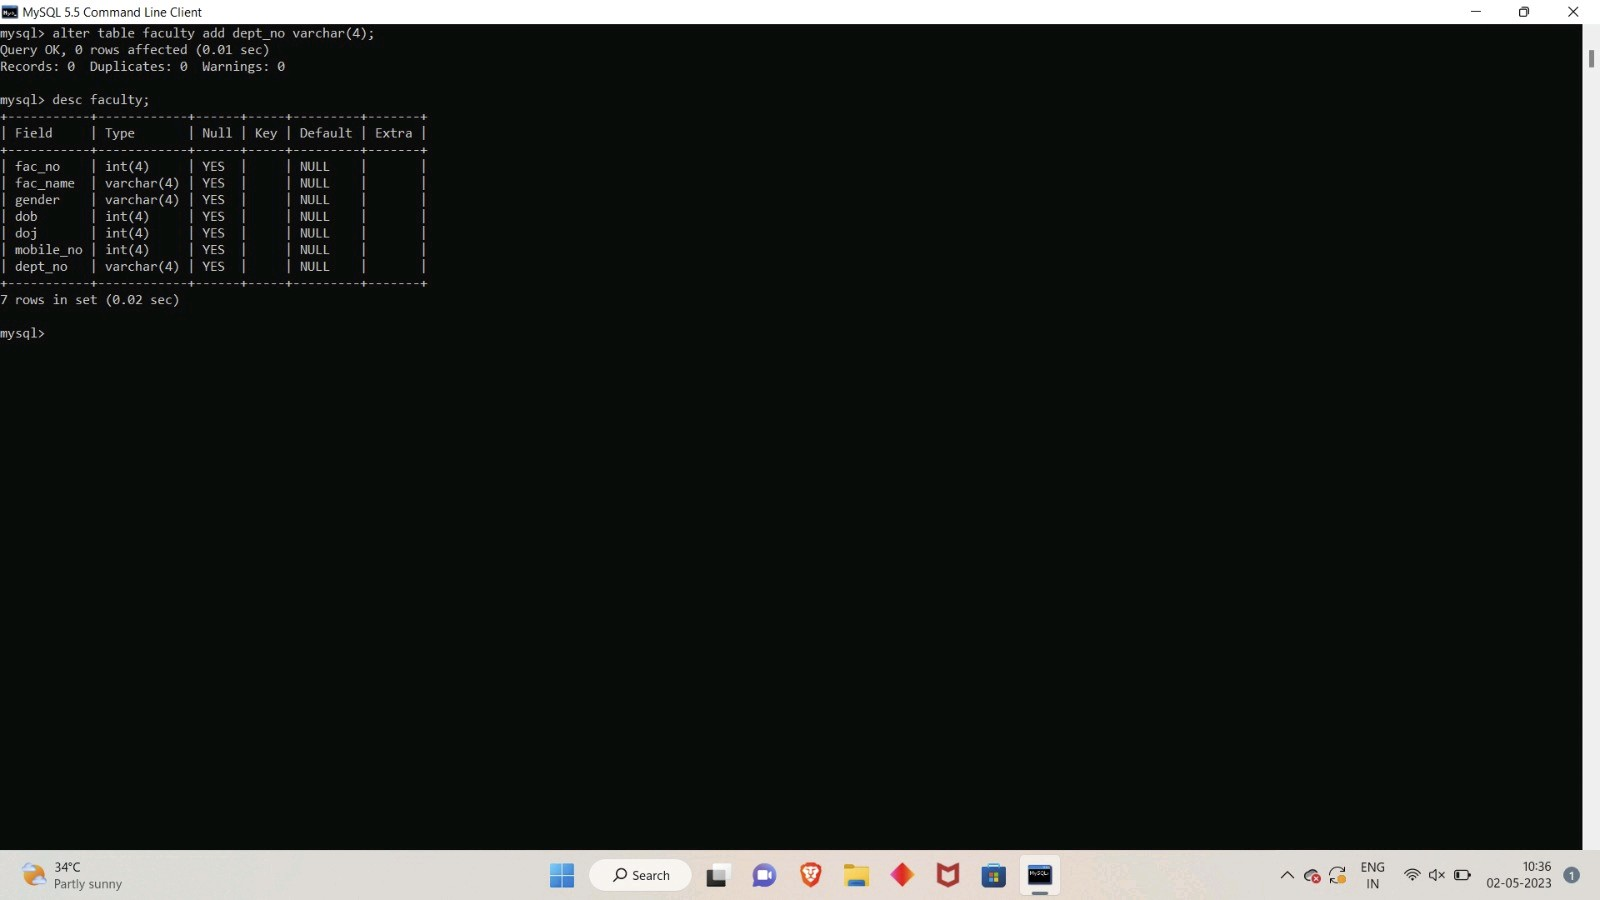 MySQL 5.5 Command Line Client
mysql> alter table faculty add dept_no varchar(4);
Query OK, 0 rows affected (0.01 sec)
Records: 0  Duplicates: 0  Warnings: 0
mysql> desc faculty;
+-----------+------------+------+-----+---------+-------+
| Field     | Type       | Null | Key | Default | Extra |
+-----------+------------+------+-----+---------+-------+
| fac_no    | int(4)     | YES  |     | NULL    |       |
| fac_name  | varchar(4) | YES  |     | NULL    |       |
| gender    | varchar(4) | YES  |     | NULL    |       |
| dob       | int(4)     | YES  |     | NULL    |       |
| doj       | int(4)     | YES  |     | NULL    |       |
| mobile_no | int(4)     | YES  |     | NULL    |       |
| dept_no   | varchar(4) | YES  |     | NULL    |       |
+-----------+------------+------+-----+---------+-------+
7 rows in set (0.02 sec)
mysql>
34°C
Partly sunny
Search
MySQL
ENG
IN
10:36
02-05-2023
1